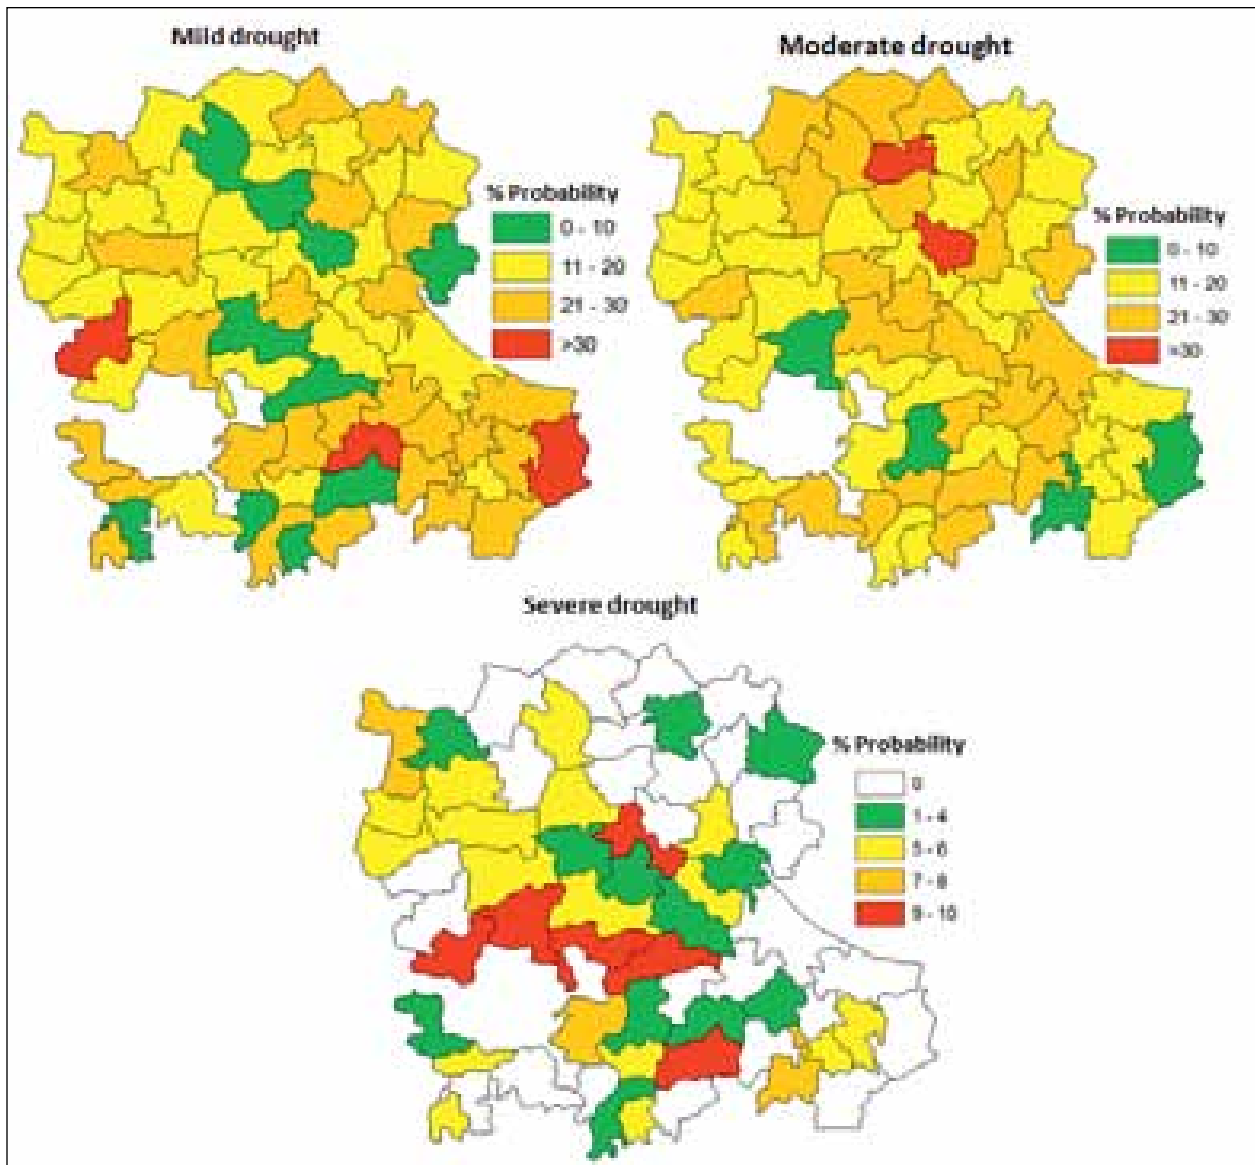 Mild drought
% Probability
0 - 10
11 - 20
21 - 30
>30
Moderate drought
% Probability
0 - 10
11 - 20
21 - 30
>30
Severe drought
% Probability
0
1 - 4
5 - 6
7 - 8
9 - 10